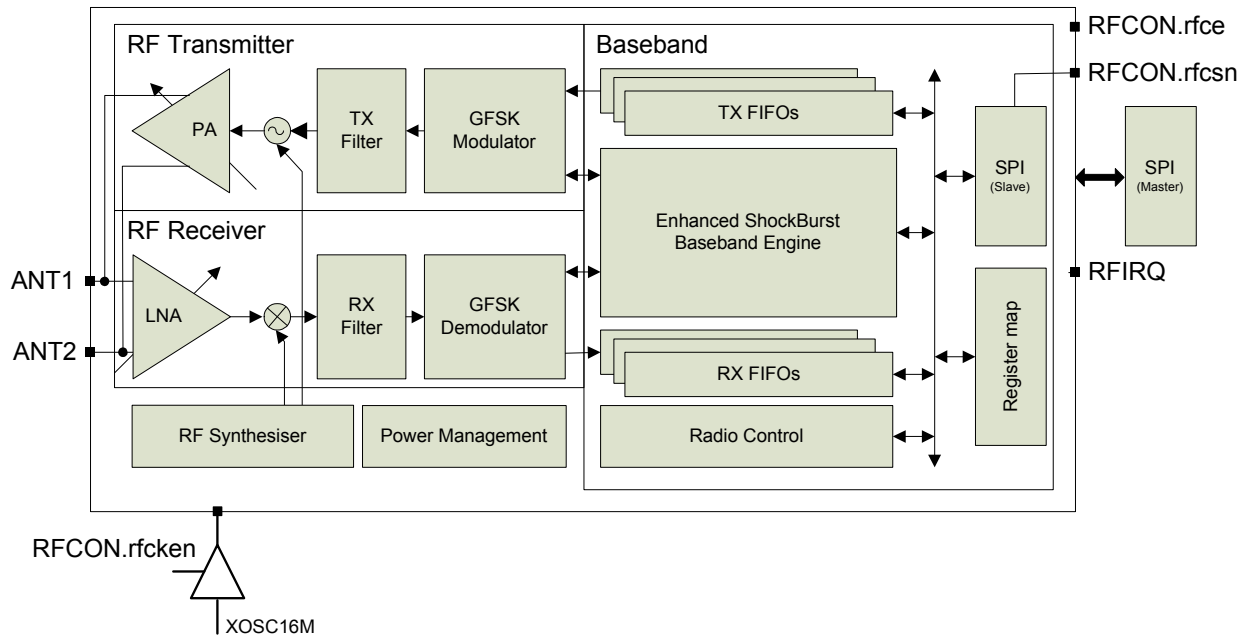 RF Transmitter
PA
TX
Filter
GFSK
Modulator
RF Receiver
LNA
RX
Filter
GFSK
Demodulator
ANT1
ANT2
RF Synthesiser
Power Management
Baseband
TX FIFOs
Enhanced ShockBurst
Baseband Engine
RX FIFOs
Radio Control
SPI
(Slave)
Register map
RFCON.rfce
RFCON.rfcsn
SPI
(Master)
RFIRQ
RFCON.rfcken
XOSC16M